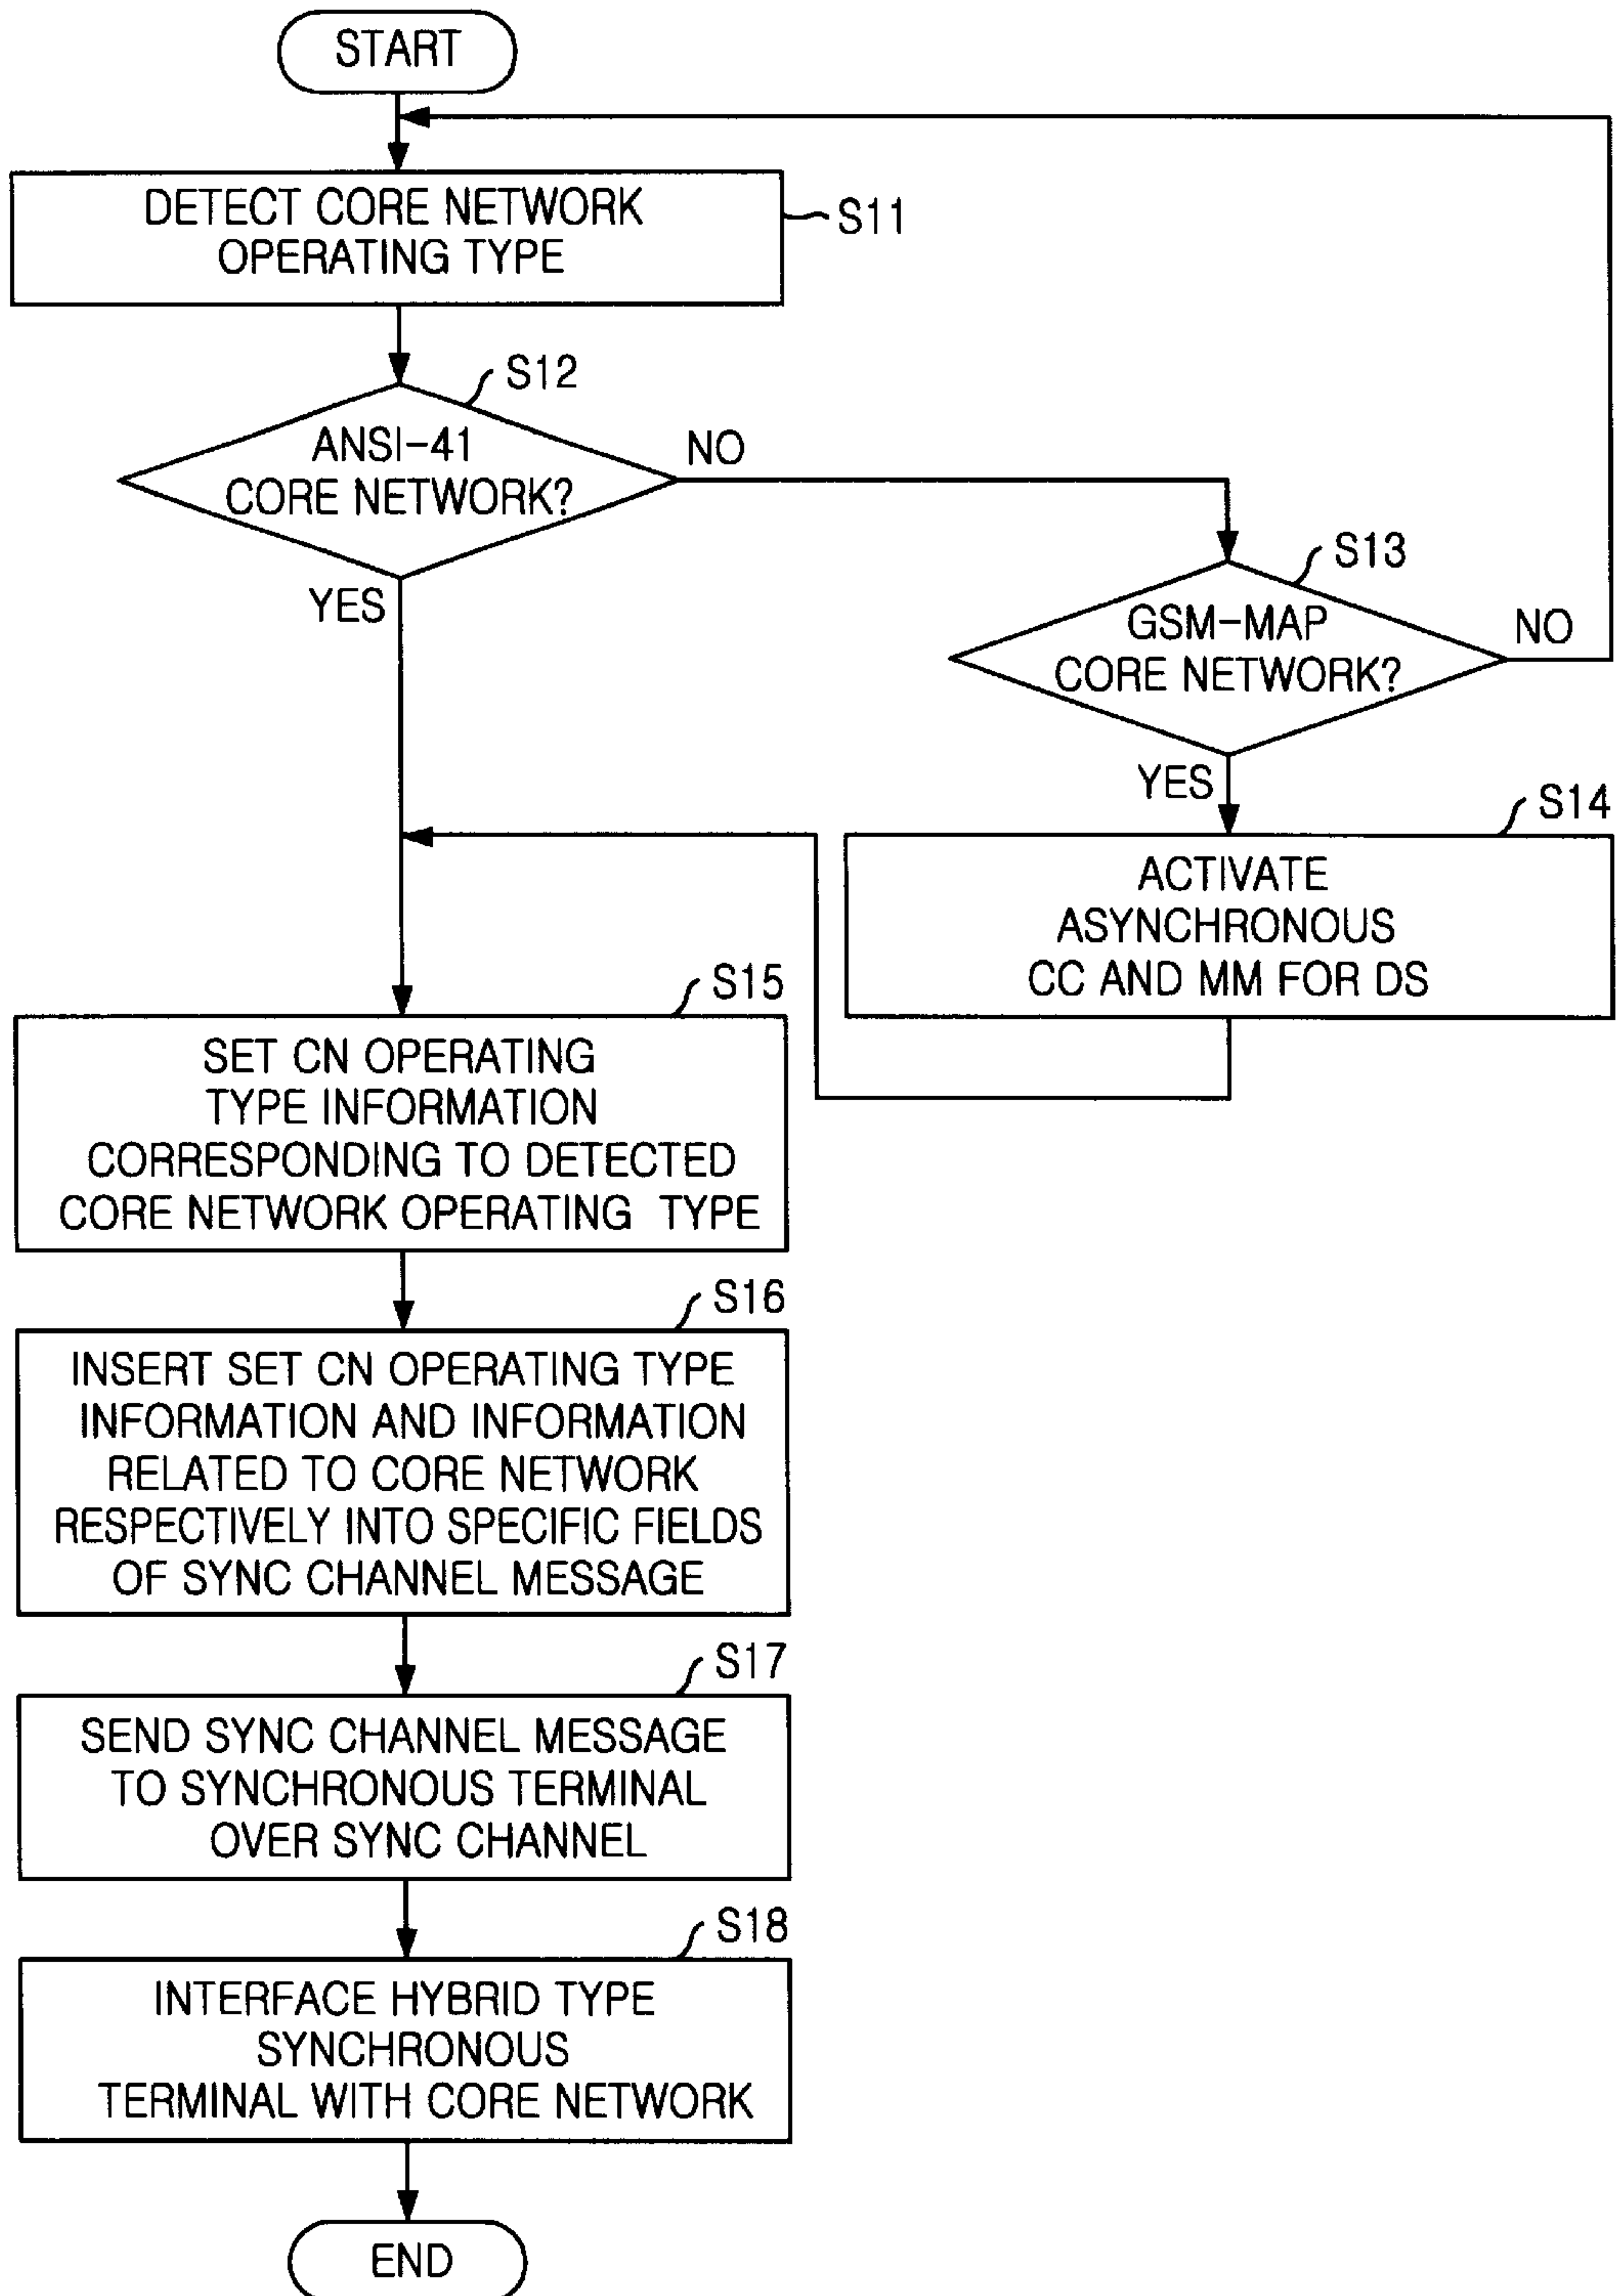 START
DETECT CORE NETWORK
OPERATING TYPE
S11
S12
ANSI-41
CORE NETWORK?
NO
YES
S13
GSM-MAP
CORE NETWORK?
NO
YES
S14
ACTIVATE
ASYNCHRONOUS
CC AND MM FOR DS
S15
SET CN OPERATING
TYPE INFORMATION
CORRESPONDING TO DETECTED
CORE NETWORK OPERATING TYPE
S16
INSERT SET CN OPERATING TYPE
INFORMATION AND INFORMATION
RELATED TO CORE NETWORK
RESPECTIVELY INTO SPECIFIC FIELDS
OF SYNC CHANNEL MESSAGE
S17
SEND SYNC CHANNEL MESSAGE
TO SYNCHRONOUS TERMINAL
OVER SYNC CHANNEL
S18
INTERFACE HYBRID TYPE
SYNCHRONOUS
TERMINAL WITH CORE NETWORK
END